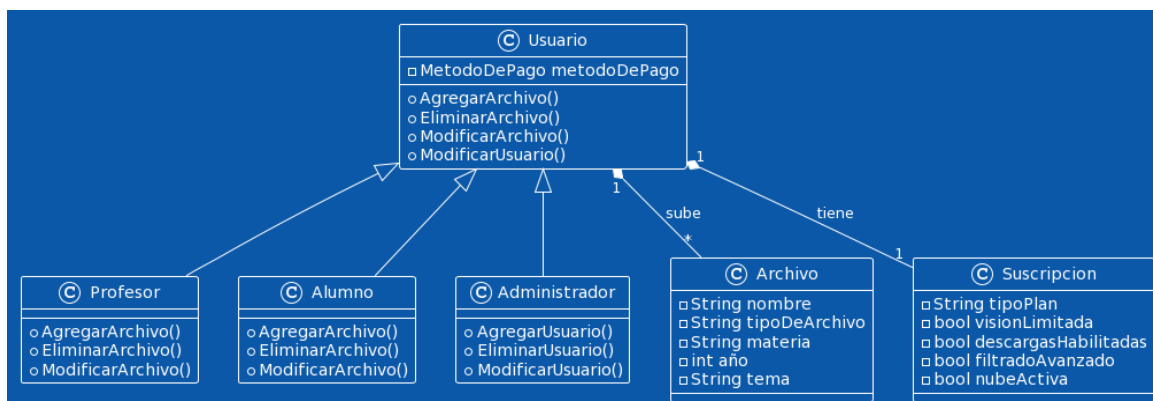 C Usuario
MetodoDePago metodoDePago
AgregarArchivo()
EliminarArchivo()
ModificarArchivo()
ModificarUsuario()
1
1
sube
tiene
*
1
C Profesor
AgregarArchivo()
EliminarArchivo()
ModificarArchivo()
C Alumno
AgregarArchivo()
EliminarArchivo()
ModificarArchivo()
C Administrador
AgregarUsuario()
EliminarUsuario()
ModificarUsuario()
C Archivo
String nombre
String tipoDeArchivo
String materia
int año
String tema
C Suscripcion
String tipoPlan
bool visionLimitada
bool descargasHabilitadas
bool filtradoAvanzado
bool nubeActiva